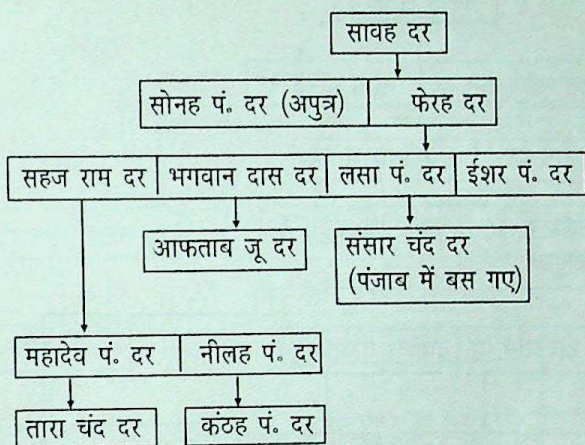 सावह दर
सोनह पं. दर (अपुत्र) फेरह दर
सहज राम दर भगवान दास दर लसा पं. दर ईशर पं. दर
आफताब जू दर संसार चंद दर
(पंजाब में बस गए)
महादेव पं. दर नीलह पं. दर
तारा चंद दर कंठह पं. दर